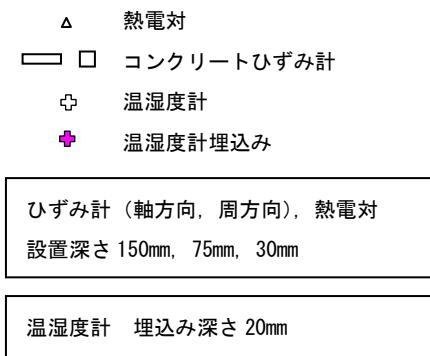 熱電対
コンクリートひずみ計
温湿度計
温湿度計埋込み
ひずみ計（軸方向，周方向），熱電対
設置深さ 150mm，75mm，30mm
温湿度計　埋込み深さ 20mm